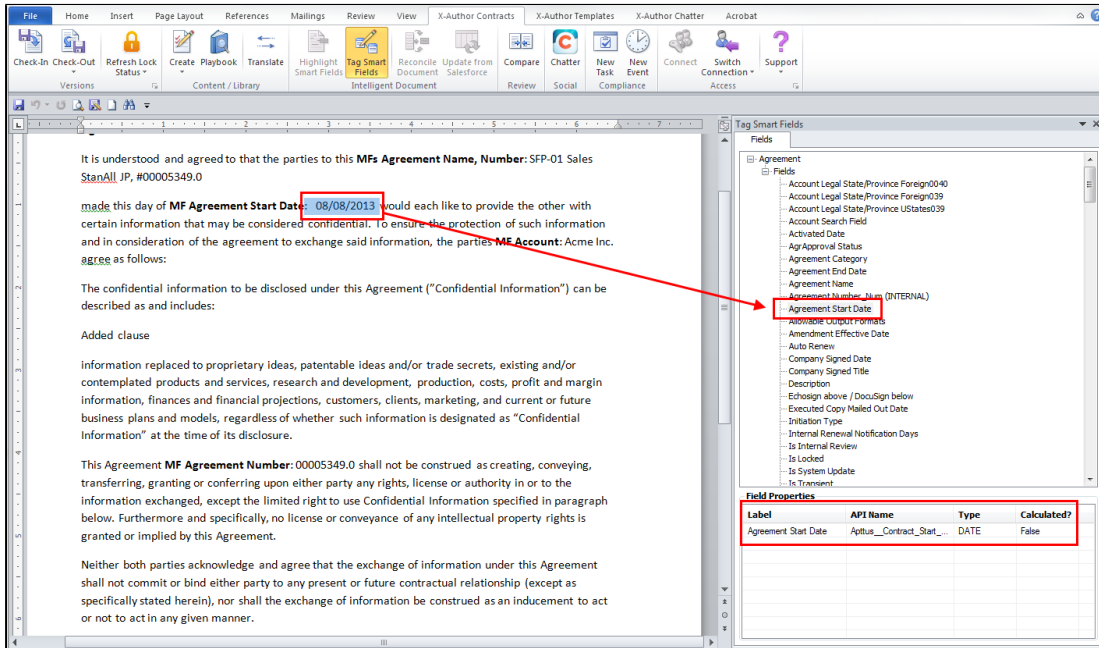 File Home Insert Page Layout References Mailings Review View X-Author Contracts X-Author Templates X-Author Chatter Acrobat
Check-In Check-Out Refresh Lock Status Create Playbook Translate Highlight Smart Fields Tag Smart Fields Reconcile Document Update from Salesforce Compare Chatter New Task New Event Connect Switch Connection Support
Versions Content / Library Intelligent Document Review Social Compliance Access
1 2 3 4 5 6 7
Tag Smart Fields
Fields
It is understood and agreed to that the parties to this MFs Agreement Name, Number: SFP-01 Sales
StanAll JP, #00005349.0
made this day of MF Agreement Start Date: 08/08/2013 would each like to provide the other with
certain information that may be considered confidential. To ensure the protection of such information
and in consideration of the agreement to exchange said information, the parties MF Account: Acme Inc.
agree as follows:
The confidential information to be disclosed under this Agreement ("Confidential Information") can be
described as and includes:
Added clause
information replaced to proprietary ideas, patentable ideas and/or trade secrets, existing and/or
contemplated products and services, research and development, production, costs, profit and margin
information, finances and financial projections, customers, clients, marketing, and current or future
business plans and models, regardless of whether such information is designated as “Confidential
Information” at the time of its disclosure.
This Agreement MF Agreement Number: 00005349.0 shall not be construed as creating, conveying,
transferring, granting or conferring upon either party any rights, license or authority in or to the
information exchanged, except the limited right to use Confidential Information specified in paragraph
below. Furthermore and specifically, no license or conveyance of any intellectual property rights is
granted or implied by this Agreement.
Neither both parties acknowledge and agree that the exchange of information under this Agreement
shall not commit or bind either party to any present or future contractual relationship (except as
specifically stated herein), nor shall the exchange of information be construed as an inducement to act
or not to act in any given manner.
Agreement
Fields
Account Legal State/Province Foreign0040
Account Legal State/Province Foreign039
Account Legal State/Province UStates039
Account Search Field
Activated Date
AgrApproval Status
Agreement Category
Agreement End Date
Agreement Name
Agreement Number_Num (INTERNAL)
Agreement Start Date
Allowable Output Formats
Amendment Effective Date
Auto Renew
Company Signed Date
Company Signed Title
Description
Echosign above / DocuSign below
Executed Copy Mailed Out Date
Initiation Type
Internal Renewal Notification Days
Is Internal Review
Is Locked
Is System Update
Is Transient
Field Properties
Label API Name Type Calculated?
Agreement Start Date Apttus__Contract_Start_... DATE False